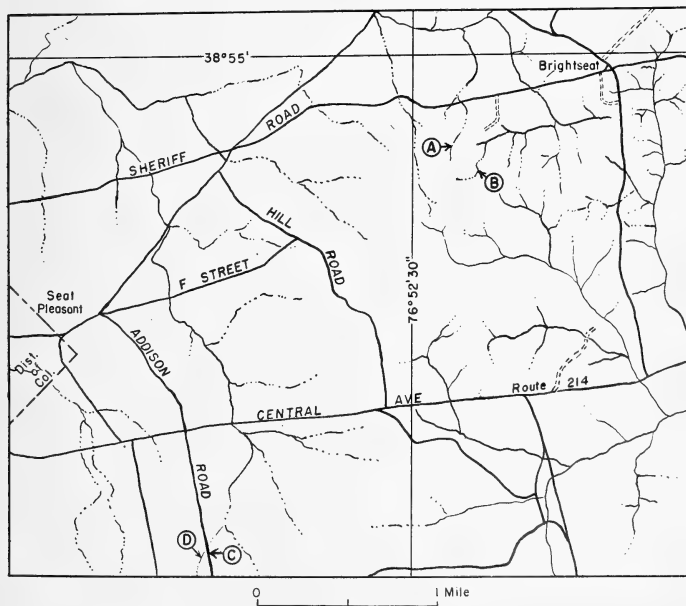 38°55'
Brightseat
SHERIFF ROAD
A
B
HILL ROAD
76°52'30"
F STREET
Seat
Pleasant
ADDISON ROAD
Dist.
of
Col.
CENTRAL AVE Route 214
D
C
0 1 Mile